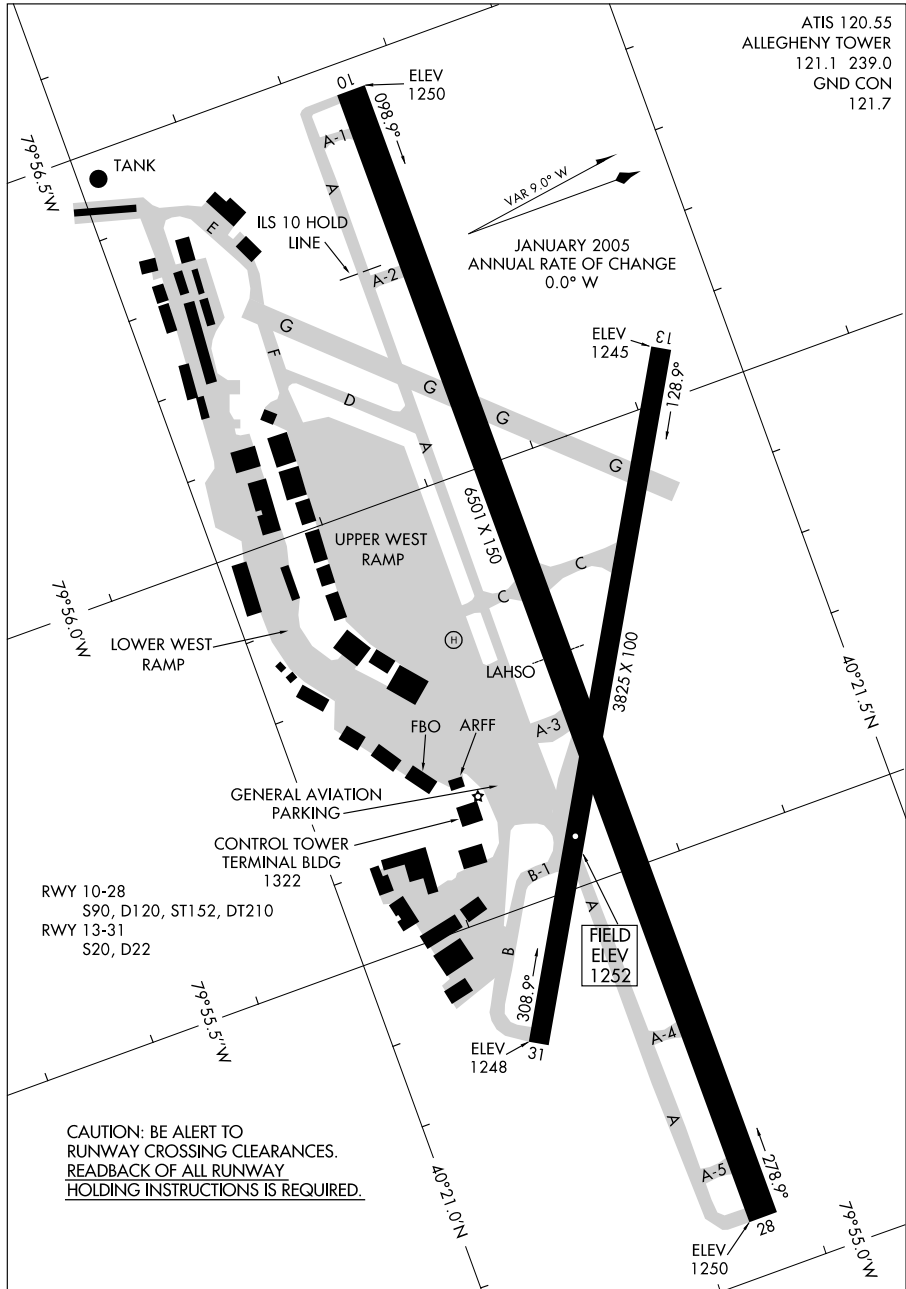 ATIS 120.55
ALLEGHENY TOWER
121.1 239.0
GND CON
121.7
10
ELEV
1250
098.9°
A-1
79°56.5'W
TANK
A
VAR 9.0° W
E
ILS 10 HOLD
LINE
A-2
JANUARY 2005
ANNUAL RATE OF CHANGE
0.0° W
G
ELEV
1245
13
F
128.9°
D
G
G
A
G
6501 X 150
UPPER WEST
RAMP
C
C
79°56.0'W
H
LOWER WEST
RAMP
LAHSO
3825 X 100
40°21.5'N
A-3
FBO
ARFF
GENERAL AVIATION
PARKING
CONTROL TOWER
TERMINAL BLDG
1322
B-1
RWY 10-28
S90, D120, ST152, DT210
RWY 13-31
S20, D22
A
B
FIELD
ELEV
1252
308.9°
79°55.5'W
A-4
ELEV
1248
31
A
CAUTION: BE ALERT TO
RUNWAY CROSSING CLEARANCES.
READBACK OF ALL RUNWAY
HOLDING INSTRUCTIONS IS REQUIRED.
278.9°
A-5
40°21.0'N
28
79°55.0'W
ELEV
1250